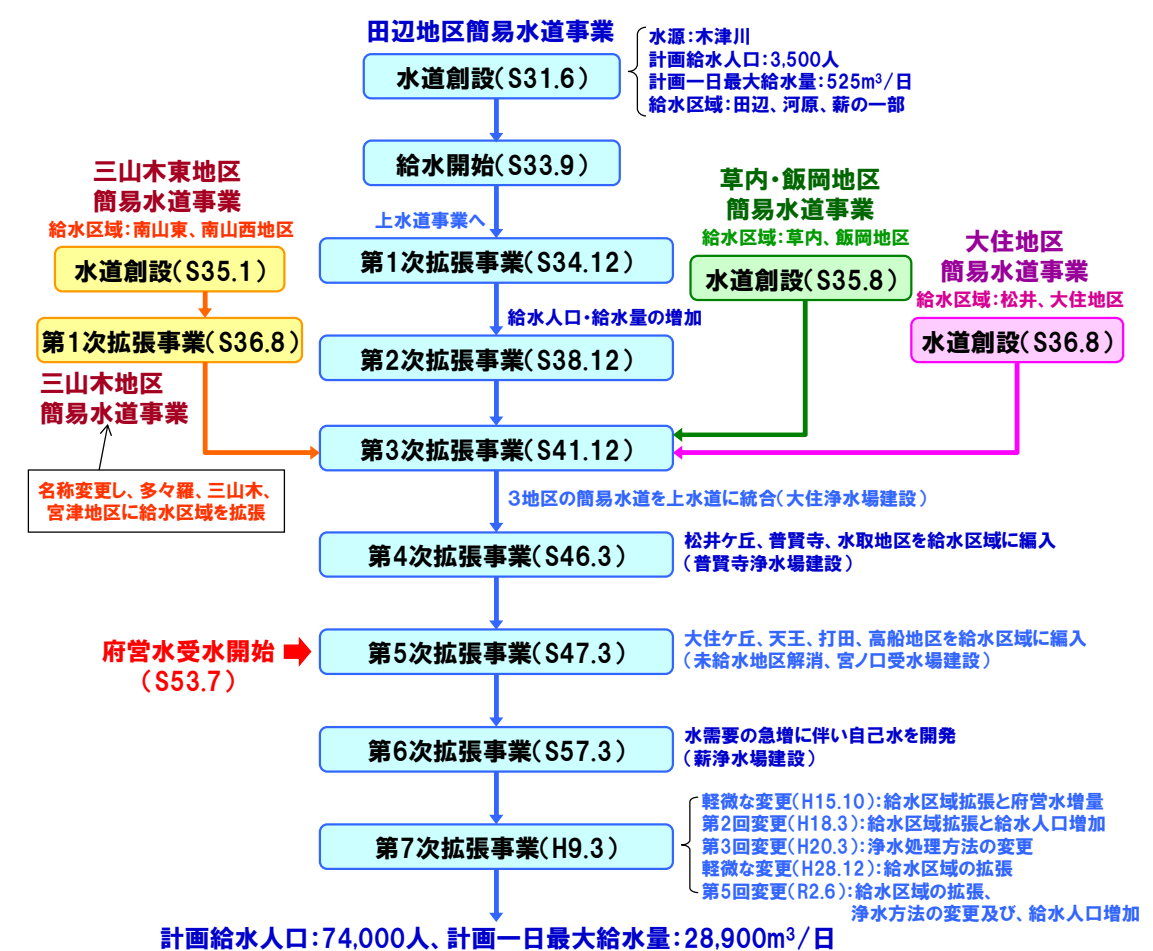 田辺地区簡易水道事業
水道創設(S31.6)
水源:木津川
計画給水人口:3,500人
計画一日最大給水量:525m³/日
給水区域:田辺、河原、薪の一部
給水開始(S33.9)
上水道事業へ
三山木東地区
簡易水道事業
給水区域:南山東、南山西地区
水道創設(S35.1)
第1次拡張事業(S36.8)
三山木地区
簡易水道事業
名称変更し、多々羅、三山木、
宮津地区に給水区域を拡張
草内・飯岡地区
簡易水道事業
給水区域:草内、飯岡地区
水道創設(S35.8)
大住地区
簡易水道事業
給水区域:松井、大住地区
水道創設(S36.8)
第1次拡張事業(S34.12)
給水人口・給水量の増加
第2次拡張事業(S38.12)
第3次拡張事業(S41.12)
3地区の簡易水道を上水道に統合(大住浄水場建設)
第4次拡張事業(S46.3)
松井ケ丘、普賢寺、水取地区を給水区域に編入
(普賢寺浄水場建設)
府営水受水開始
(S53.7)
第5次拡張事業(S47.3)
大住ケ丘、天王、打田、高船地区を給水区域に編入
(未給水地区解消、宮ノ口受水場建設)
第6次拡張事業(S57.3)
水需要の急増に伴い自己水を開発
(薪浄水場建設)
第7次拡張事業(H9.3)
軽微な変更(H15.10):給水区域拡張と府営水増量
第2回変更(H18.3):給水区域拡張と給水人口増加
第3回変更(H20.3):浄水処理方法の変更
軽微な変更(H28.12):給水区域の拡張
第5回変更(R2.6):給水区域の拡張、
浄水方法の変更及び、給水人口増加
計画給水人口:74,000人、計画一日最大給水量:28,900m³/日